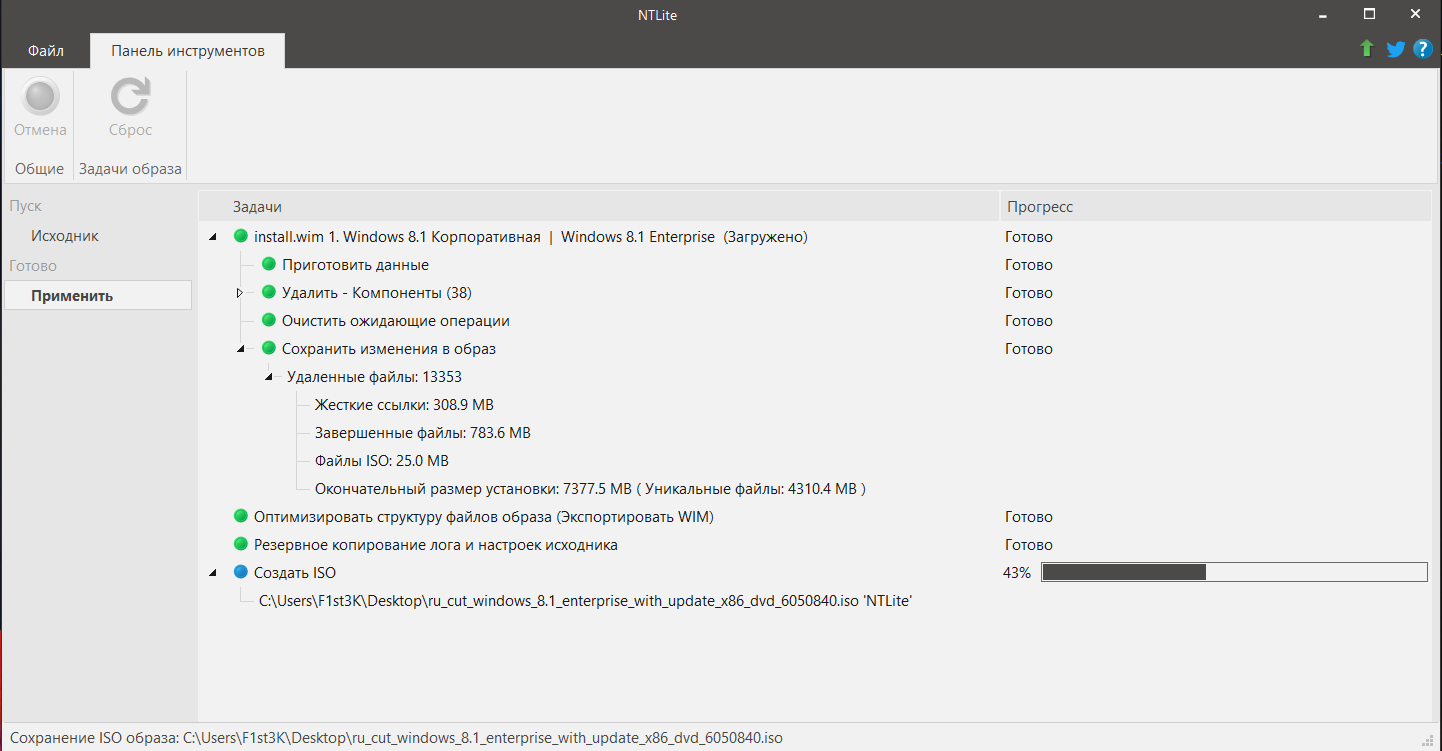 NTLite
Файл
Панель инструментов
Отмена
Сброс
Общие
Задачи образа
Пуск
Исходник
Готово
Применить
Задачи Прогресс
install.wim 1. Windows 8.1 Корпоративная | Windows 8.1 Enterprise (Загружено) Готово
Приготовить данные Готово
Удалить - Компоненты (38) Готово
Очистить ожидающие операции Готово
Сохранить изменения в образ Готово
Удаленные файлы: 13353
Жесткие ссылки: 308.9 MB
Завершенные файлы: 783.6 MB
Файлы ISO: 25.0 MB
Окончательный размер установки: 7377.5 MB ( Уникальные файлы: 4310.4 MB )
Оптимизировать структуру файлов образа (Экспортировать WIM) Готово
Резервное копирование лога и настроек исходника Готово
Создать ISO 43%
C:\Users\F1st3K\Desktop\ru_cut_windows_8.1_enterprise_with_update_x86_dvd_6050840.iso 'NTLite'
Сохранение ISO образа: C:\Users\F1st3K\Desktop\ru_cut_windows_8.1_enterprise_with_update_x86_dvd_6050840.iso